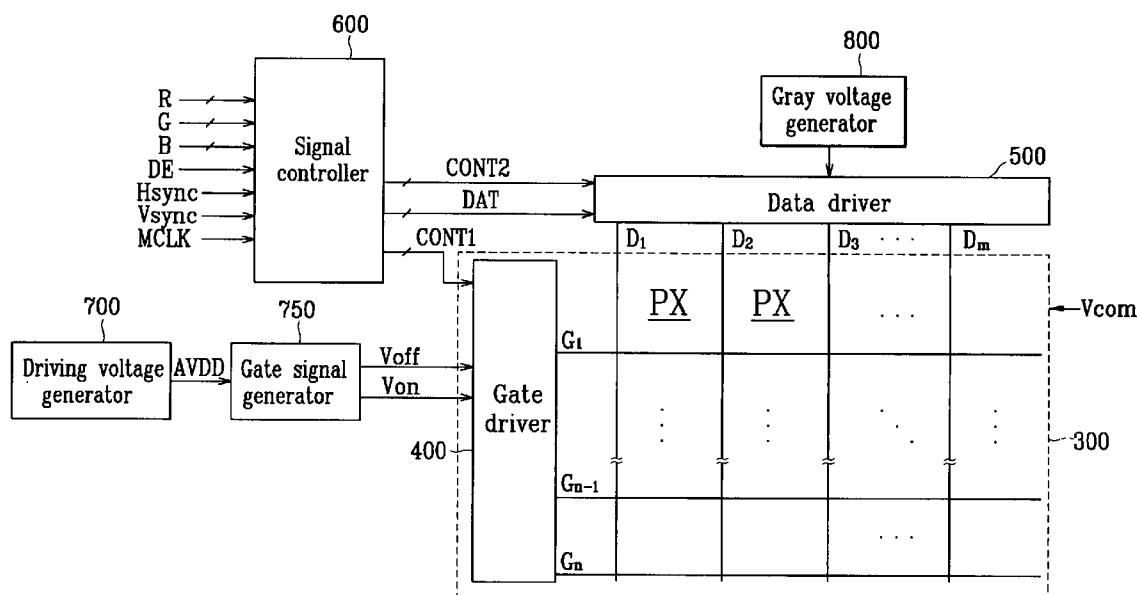 600
800
R
G
B
DE
Hsync
Vsync
MCLK
Signal
controller
Gray voltage
generator
CONT2
DAT
CONT1
500
Data driver
D1
D2
D3
. . .
Dm
PX
PX
. . .
Vcom
700
750
Driving voltage
generator
AVDD
Gate signal
generator
Voff
Von
Gate
driver
400
G1
300
Gn-1
Gn
. . .